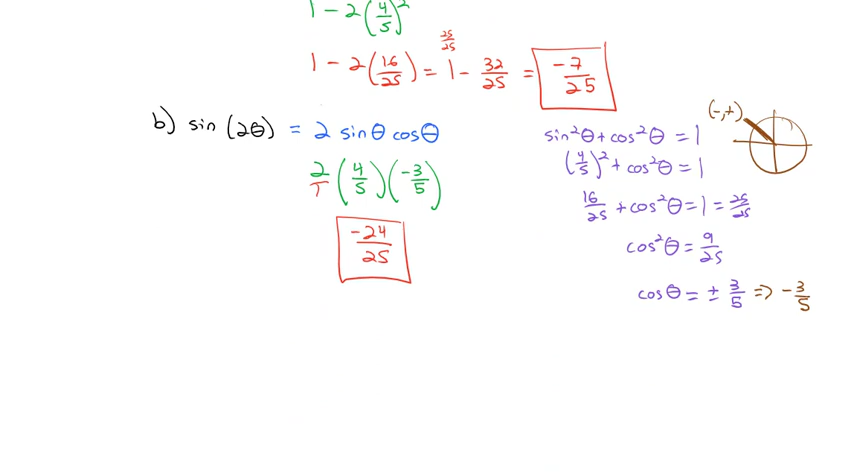 1 − 2(4/5)²
25/25
1 − 2(16/25) = 1 − 32/25 = −7/25
b) sin(2θ) = 2 sinθ cosθ
2/1 (4/5)(−3/5)
−24/25
(−,+)
sin²θ + cos²θ = 1
(4/5)² + cos²θ = 1
16/25 + cos²θ = 1 = 25/25
cos²θ = 9/25
cosθ = ± 3/5 ⇒ −3/5